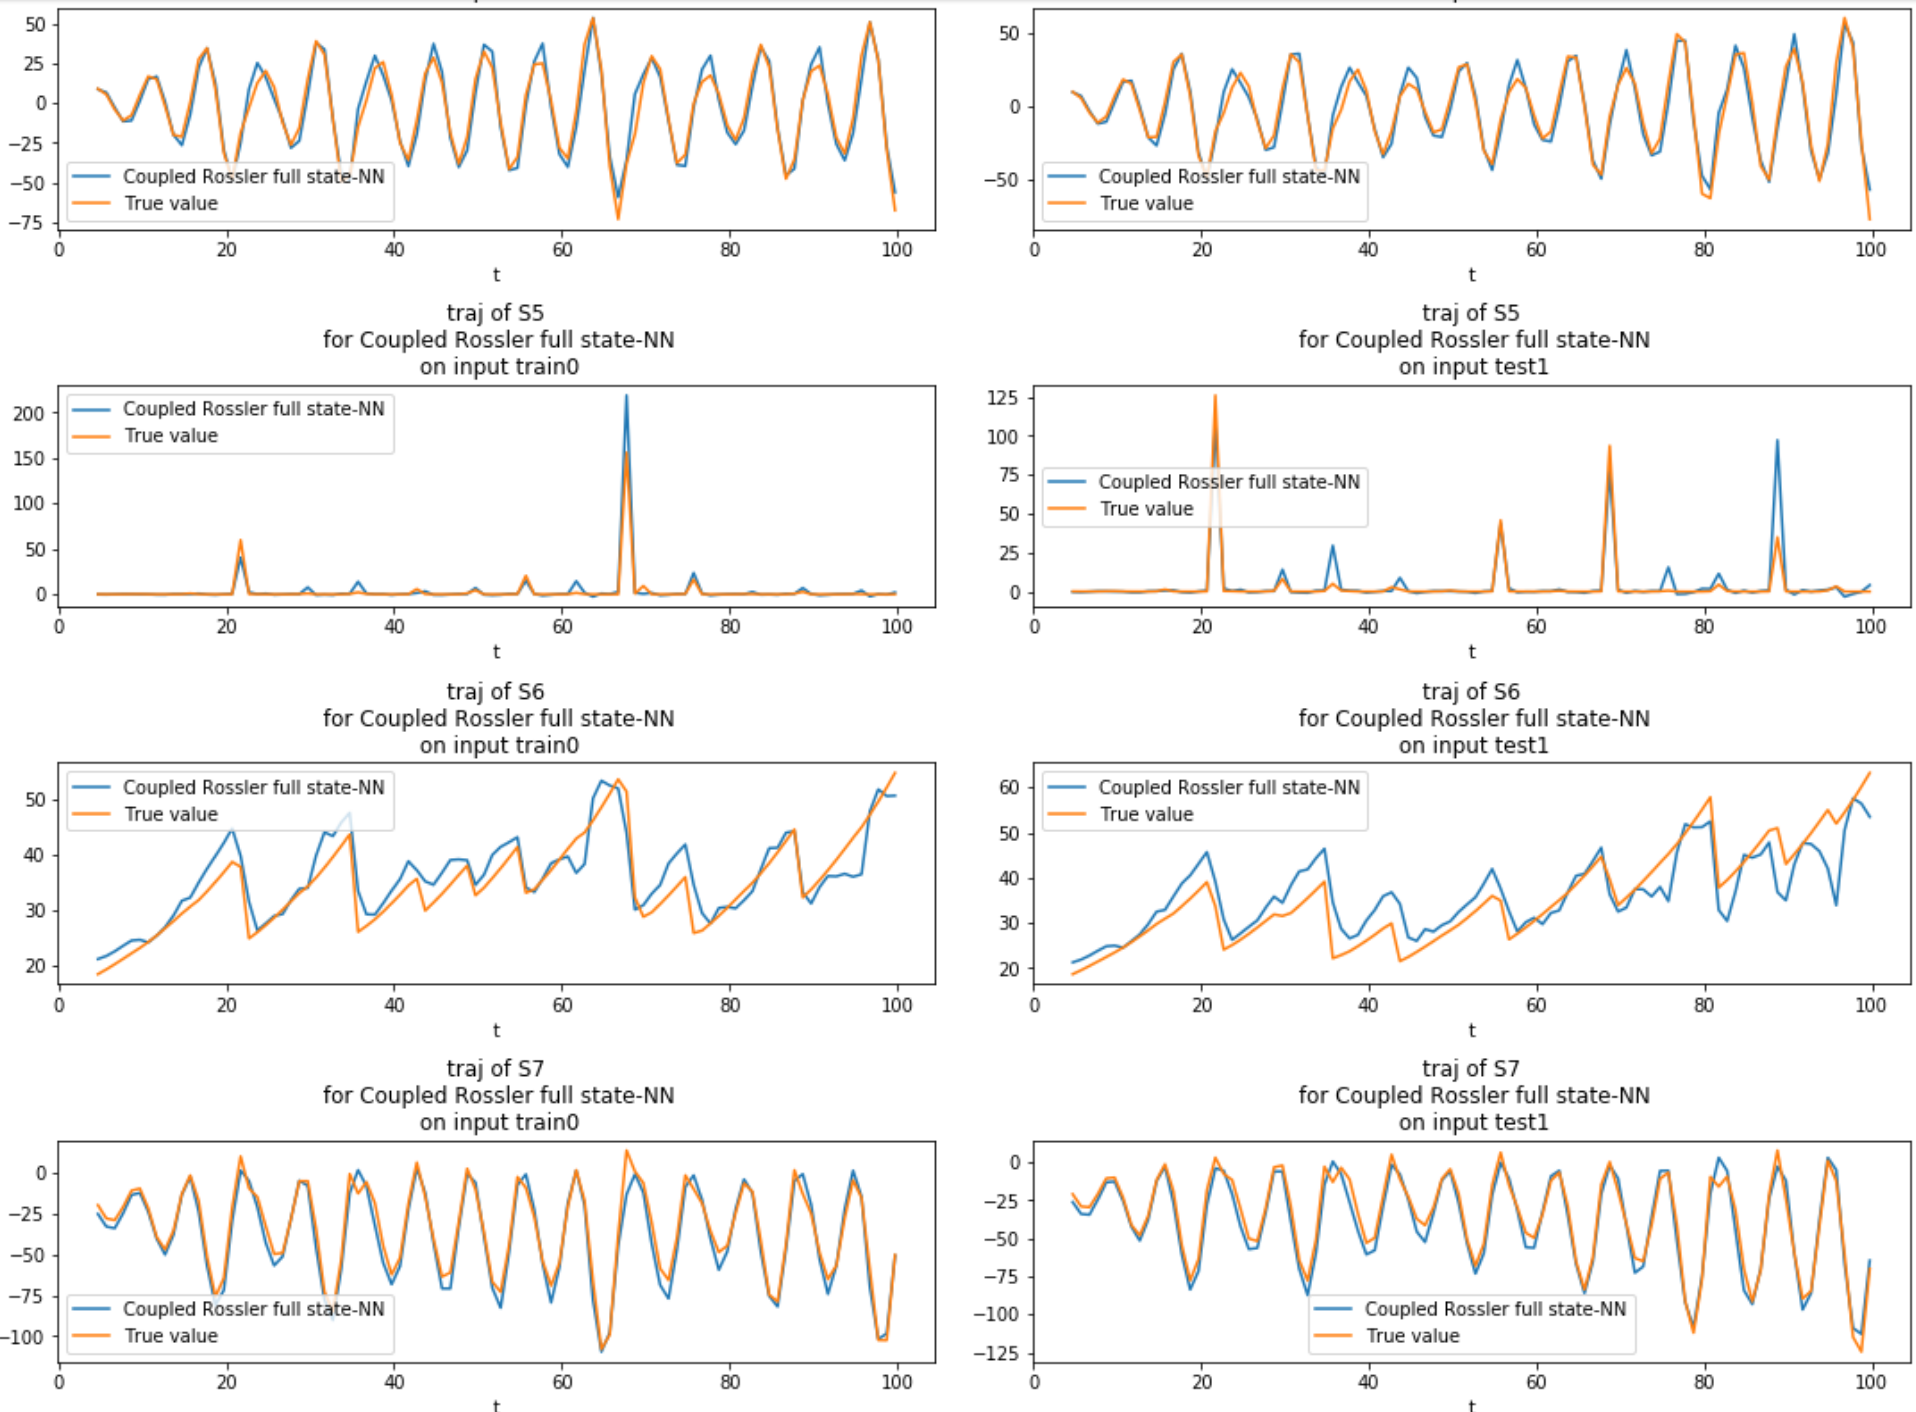 50
25
0
−25
−50
−75
Coupled Rossler full state-NN
True value
0 20 40 60 80 100
t
50
0
−50
Coupled Rossler full state-NN
True value
0 20 40 60 80 100
t
traj of S5
for Coupled Rossler full state-NN
on input train0
200
150
100
50
0
Coupled Rossler full state-NN
True value
0 20 40 60 80 100
t
traj of S5
for Coupled Rossler full state-NN
on input test1
125
100
75
50
25
0
Coupled Rossler full state-NN
True value
0 20 40 60 80 100
t
traj of S6
for Coupled Rossler full state-NN
on input train0
50
40
30
20
Coupled Rossler full state-NN
True value
0 20 40 60 80 100
t
traj of S6
for Coupled Rossler full state-NN
on input test1
60
50
40
30
20
Coupled Rossler full state-NN
True value
0 20 40 60 80 100
t
traj of S7
for Coupled Rossler full state-NN
on input train0
0
−25
−50
−75
−100
Coupled Rossler full state-NN
True value
0 20 40 60 80 100
t
traj of S7
for Coupled Rossler full state-NN
on input test1
0
−25
−50
−75
−100
−125
Coupled Rossler full state-NN
True value
0 20 40 60 80 100
t